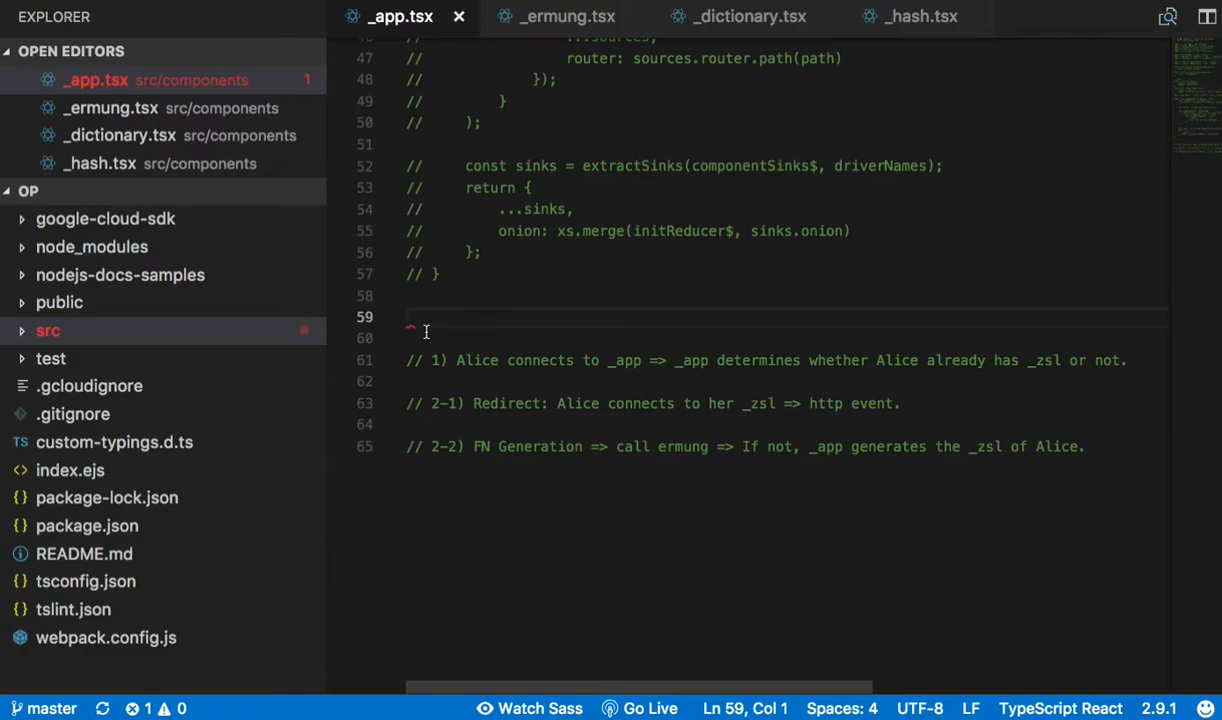 EXPLORER
OPEN EDITORS
_app.tsx src/components 1
_ermung.tsx src/components
_dictionary.tsx src/components
_hash.tsx src/components
OP
google-cloud-sdk
node_modules
nodejs-docs-samples
public
src
test
.gcloudignore
.gitignore
TS custom-typings.d.ts
<> index.ejs
{} package-lock.json
{} package.json
README.md
{} tsconfig.json
{} tslint.json
webpack.config.js
_app.tsx ×
_ermung.tsx
_dictionary.tsx
_hash.tsx
46 // ...sources,
47 // router: sources.router.path(path)
48 // });
49 // }
50 // );
51
52 // const sinks = extractSinks(componentSinks$, driverNames);
53 // return {
54 // ...sinks,
55 // onion: xs.merge(initReducer$, sinks.onion)
56 // };
57 // }
58
59
60
61 // 1) Alice connects to _app => _app determines whether Alice already has _zsl or not.
62
63 // 2-1) Redirect: Alice connects to her _zsl => http event.
64
65 // 2-2) FN Generation => call ermung => If not, _app generates the _zsl of Alice.
master 1 0 Watch Sass Go Live Ln 59, Col 1 Spaces: 4 UTF-8 LF TypeScript React 2.9.1